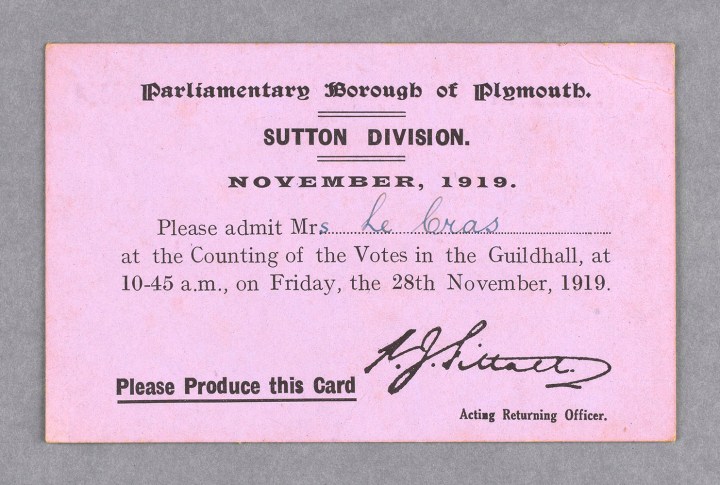 Parliamentary Borough of Plymouth.
SUTTON DIVISION.
NOVEMBER, 1919.
Please admit Mrs Le Cras
at the Counting of the Votes in the Guildhall, at
10-45 a.m., on Friday, the 28th November, 1919.
Please Produce this Card
Acting Returning Officer.